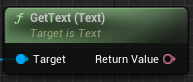 f GetText (Text)
Target is Text
Target Return Value